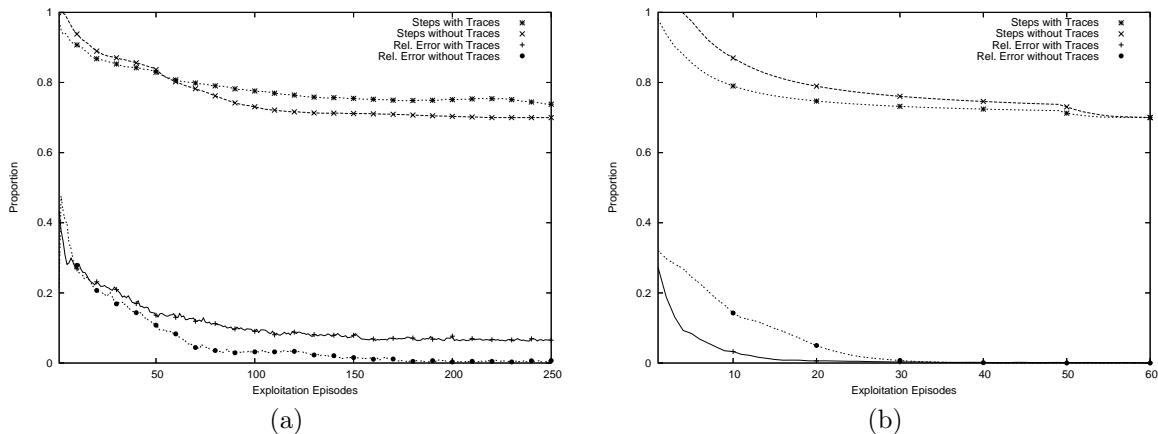 1
0.8
0.6
0.4
0.2
0
Proportion
50
100
150
200
250
Exploitation Episodes
Steps with Traces
Steps without Traces
Rel. Error with Traces
Rel. Error without Traces
(a)
1
0.8
0.6
0.4
0.2
0
Proportion
10
20
30
40
50
60
Exploitation Episodes
Steps with Traces
Steps without Traces
Rel. Error with Traces
Rel. Error without Traces
(b)